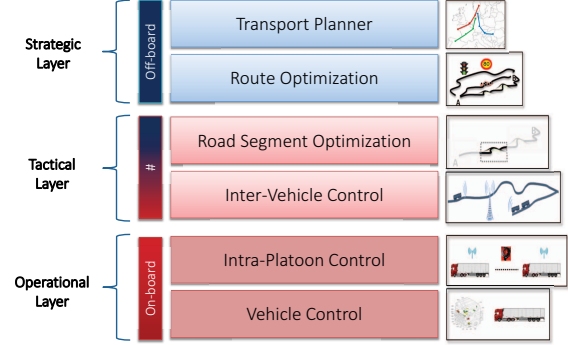 Strategic
Layer
Off-board
Transport Planner
Route Optimization
A
Tactical
Layer
#
Road Segment Optimization
A
Inter-Vehicle Control
Operational
Layer
On-board
Intra-Platoon Control
Vehicle Control